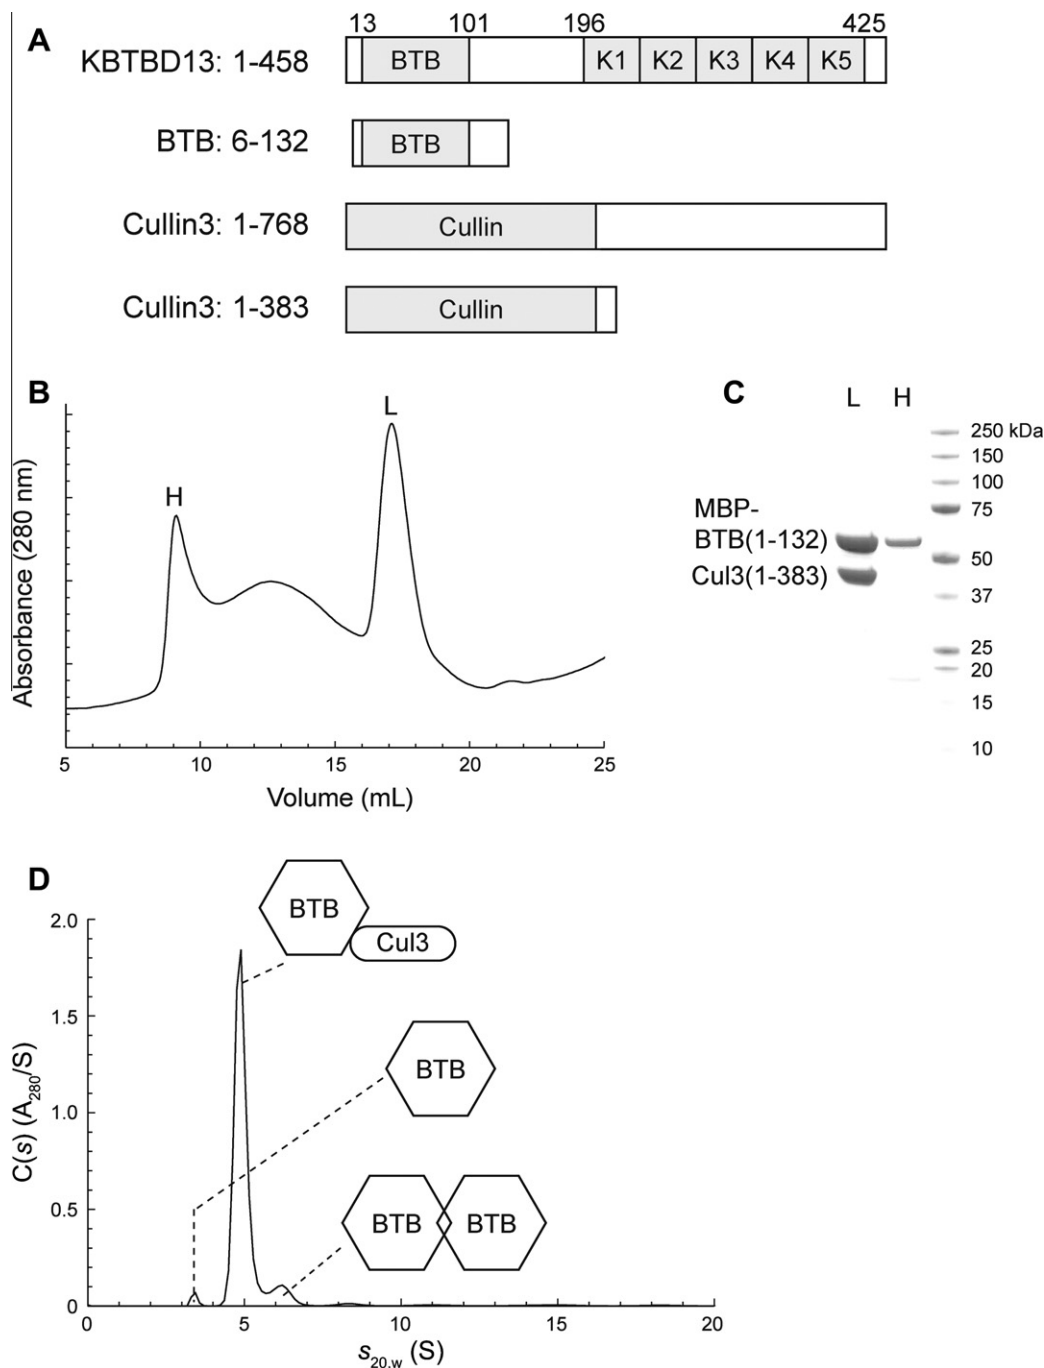 A
13 101 196 425
KBTBD13: 1-458 BTB K1 K2 K3 K4 K5
BTB: 6-132 BTB
Cullin3: 1-768 Cullin
Cullin3: 1-383 Cullin
B
H
L
Absorbance (280 nm)
5 10 15 20 25
Volume (mL)
C
L H
250 kDa
150
100
75
MBP-
BTB(1-132)
50
Cul3(1-383)
37
25
20
15
10
D
BTB
Cul3
BTB
BTB BTB
C(s) (A280/S)
2.0
1.5
1.0
0.5
0
0 5 10 15 20
s20,w (S)